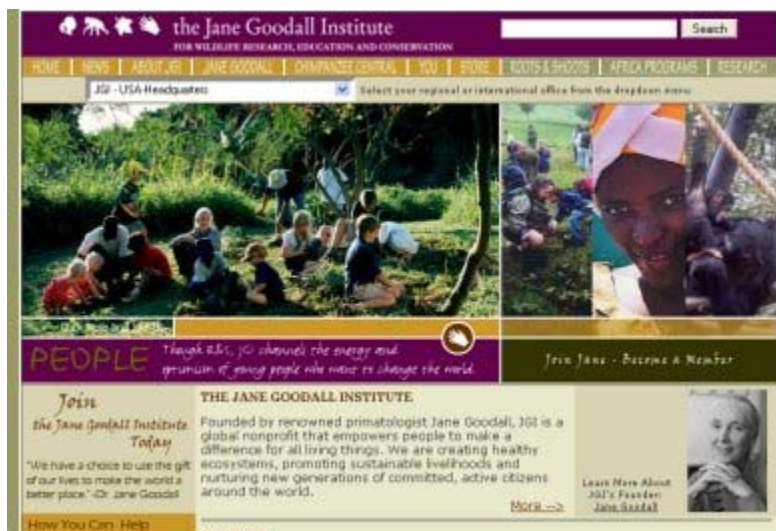 the Jane Goodall Institute
FOR WILDLIFE RESEARCH, EDUCATION AND CONSERVATION
Search
HOME | NEWS | ABOUT JGI | JANE GOODALL | CHIMPANZEE CENTRAL | YOU | ESTORE | ROOTS & SHOOTS | AFRICA PROGRAMS | RESEARCH
JGI - USA-Headquarters
Select your regional or international office from the dropdown menu
PEOPLE
Though R&S, JGI channels the energy and
optimism of young people who want to change the world.
Join Jane - Become a Member
Join
the Jane Goodall Institute
Today
"We have a choice to use the gift
of our lives to make the world a
better place." -Dr. Jane Goodall
How You Can Help
THE JANE GOODALL INSTITUTE
Founded by renowned primatologist Jane Goodall, JGI is a
global nonprofit that empowers people to make a
difference for all living things. We are creating healthy
ecosystems, promoting sustainable livelihoods and
nurturing new generations of committed, active citizens
around the world.
More -->
Learn More About
JGI's Founder:
Jane Goodall